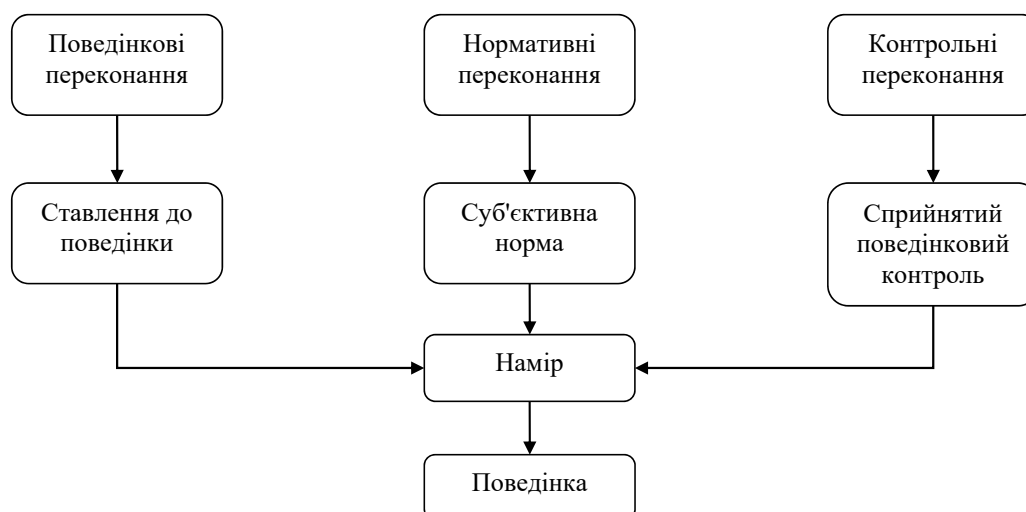 Поведінкові
переконання
Нормативні
переконання
Контрольні
переконання
Ставлення до
поведінки
Суб'єктивна
норма
Сприйнятий
поведінковий
контроль
Намір
Поведінка